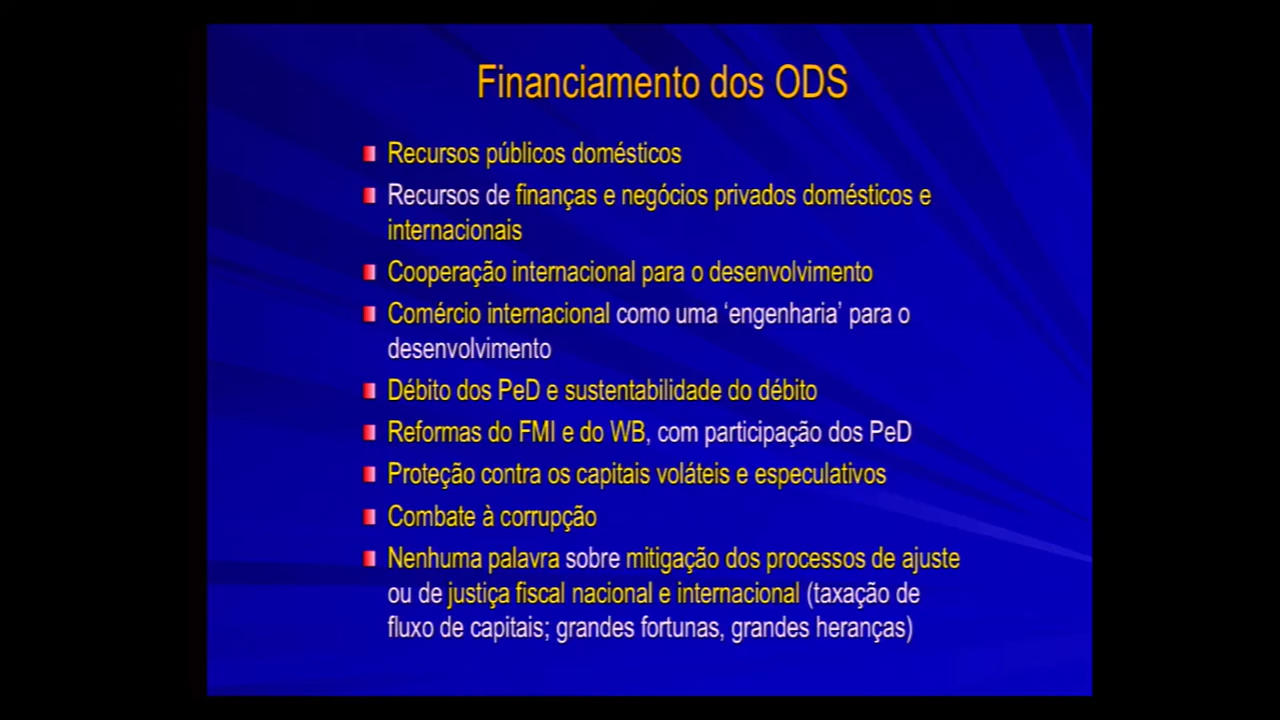 Financiamento dos ODS
Recursos públicos domésticos
Recursos de finanças e negócios privados domésticos e
internacionais
Cooperação internacional para o desenvolvimento
Comércio internacional como uma ‘engenharia’ para o
desenvolvimento
Débito dos PeD e sustentabilidade do débito
Reformas do FMI e do WB, com participação dos PeD
Proteção contra os capitais voláteis e especulativos
Combate à corrupção
Nenhuma palavra sobre mitigação dos processos de ajuste
ou de justiça fiscal nacional e internacional (taxação de
fluxo de capitais; grandes fortunas, grandes heranças)